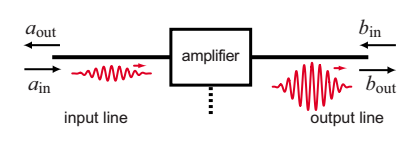 a_out
b_in
amplifier
a_in
b_out
input line
output line